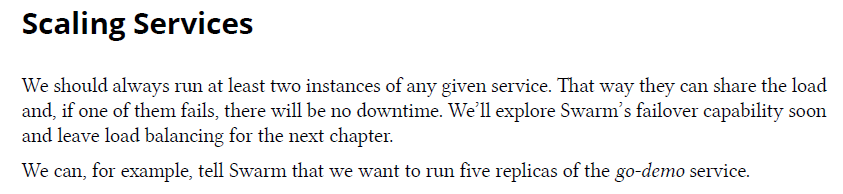 Scaling Services
We should always run at least two instances of any given service. That way they can share the load
and, if one of them fails, there will be no downtime. We’ll explore Swarm’s failover capability soon
and leave load balancing for the next chapter.
We can, for example, tell Swarm that we want to run five replicas of the go-demo service.